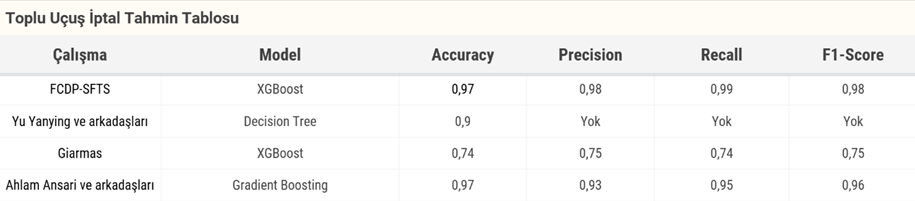 Toplu Uçuş İptal Tahmin Tablosu
Çalışma Model Accuracy Precision Recall F1-Score
FCDP-SFTS XGBoost 0,97 0,98 0,99 0,98
Yu Yanying ve arkadaşları Decision Tree 0,9 Yok Yok Yok
Giarmas XGBoost 0,74 0,75 0,74 0,75
Ahlam Ansari ve arkadaşları Gradient Boosting 0,97 0,93 0,95 0,96